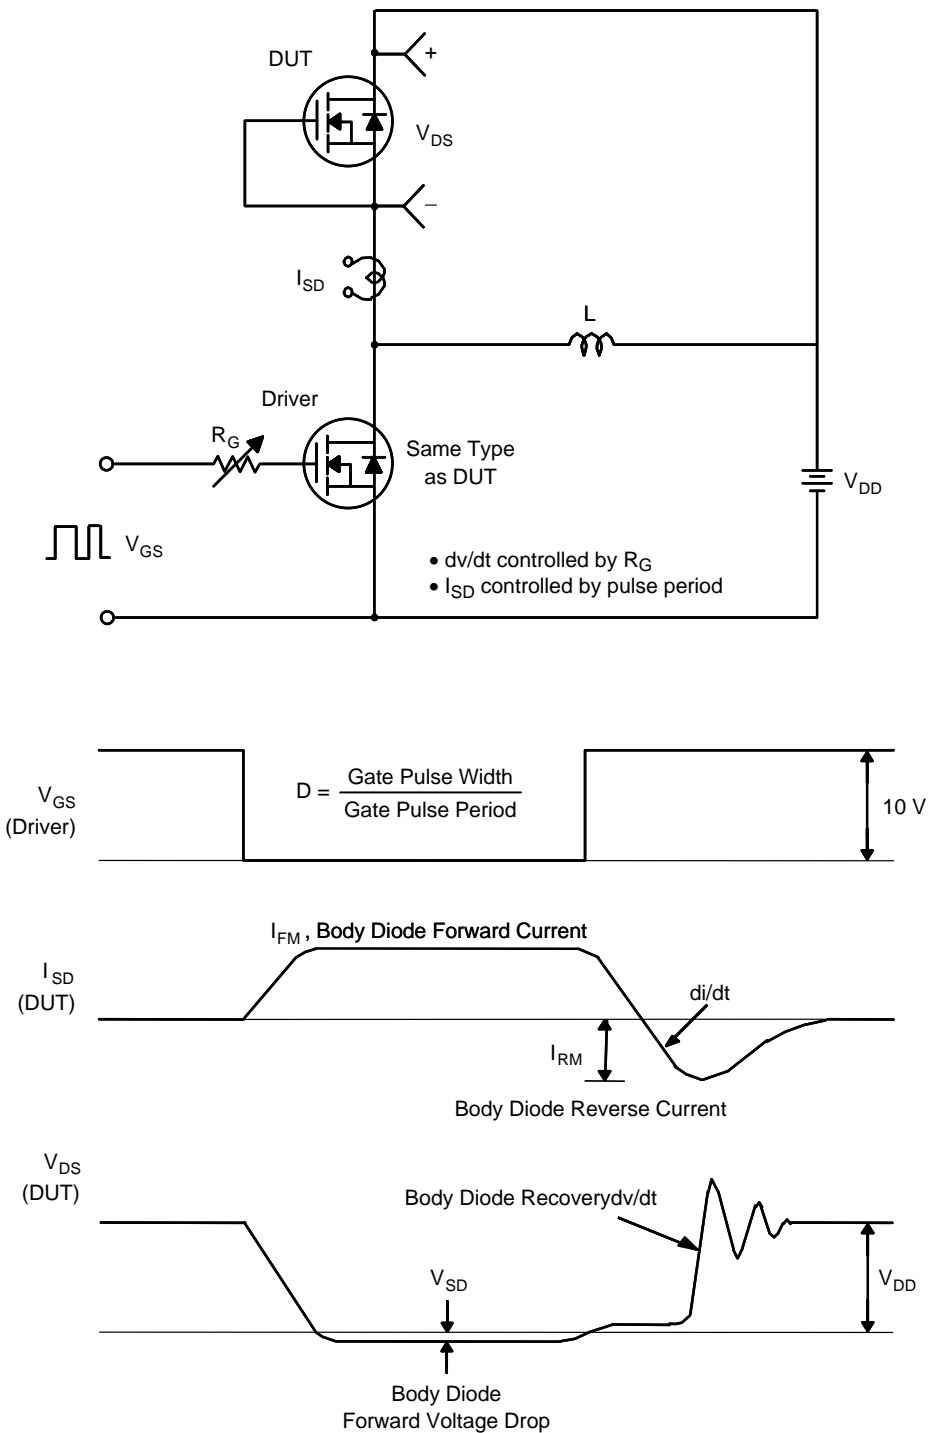 DUT
+
V_DS
−
I_SD
L
Driver
R_G
Same Type
as DUT
V_DD
V_GS
• dv/dt controlled by R_G
• I_SD controlled by pulse period
V_GS
(Driver)
D = Gate Pulse Width
Gate Pulse Period
10 V
I_FM , Body Diode Forward Current
I_SD
(DUT)
di/dt
I_RM
Body Diode Reverse Current
V_DS
(DUT)
Body Diode Recoverydv/dt
V_SD
V_DD
Body Diode
Forward Voltage Drop